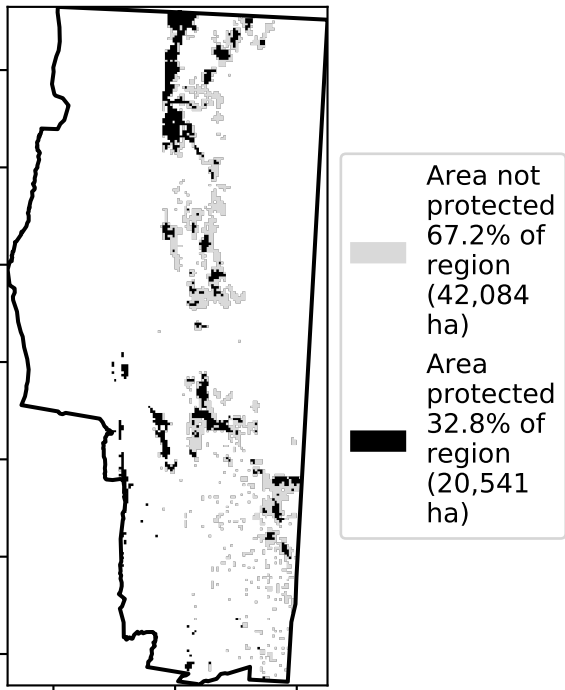 Area not
protected
67.2% of
region
(42,084
ha)
Area
protected
32.8% of
region
(20,541
ha)